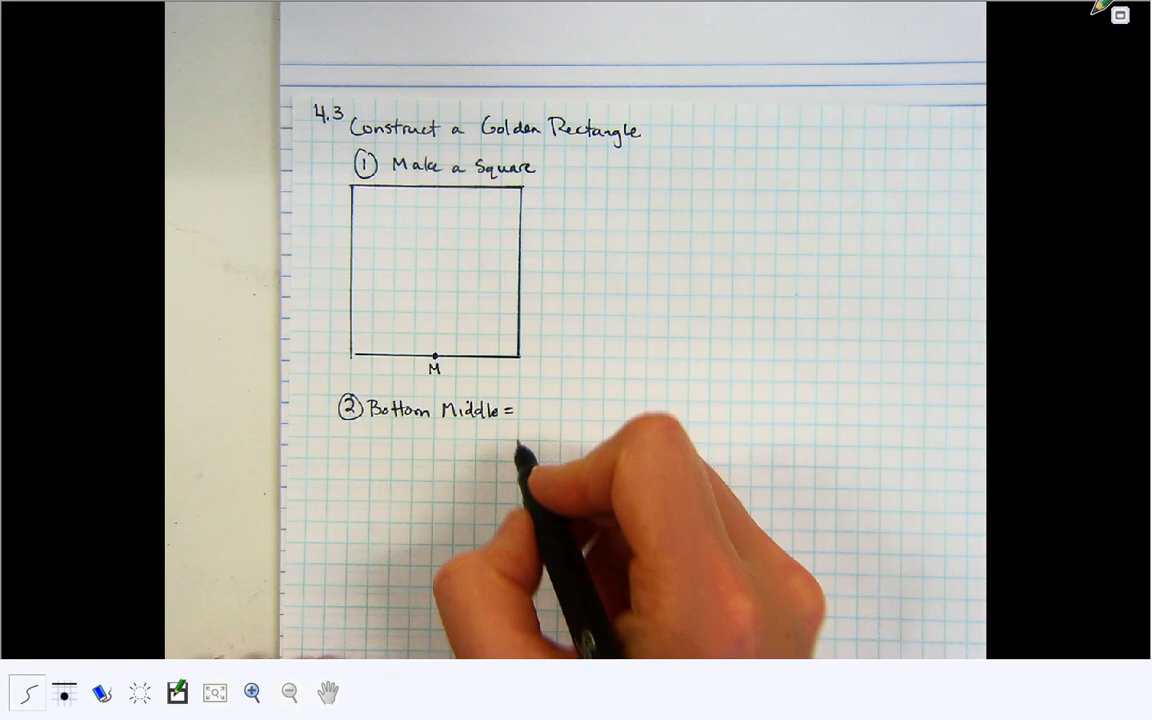 4.3
Construct a Golden Rectangle
① Make a Square
M
② Bottom Middle =